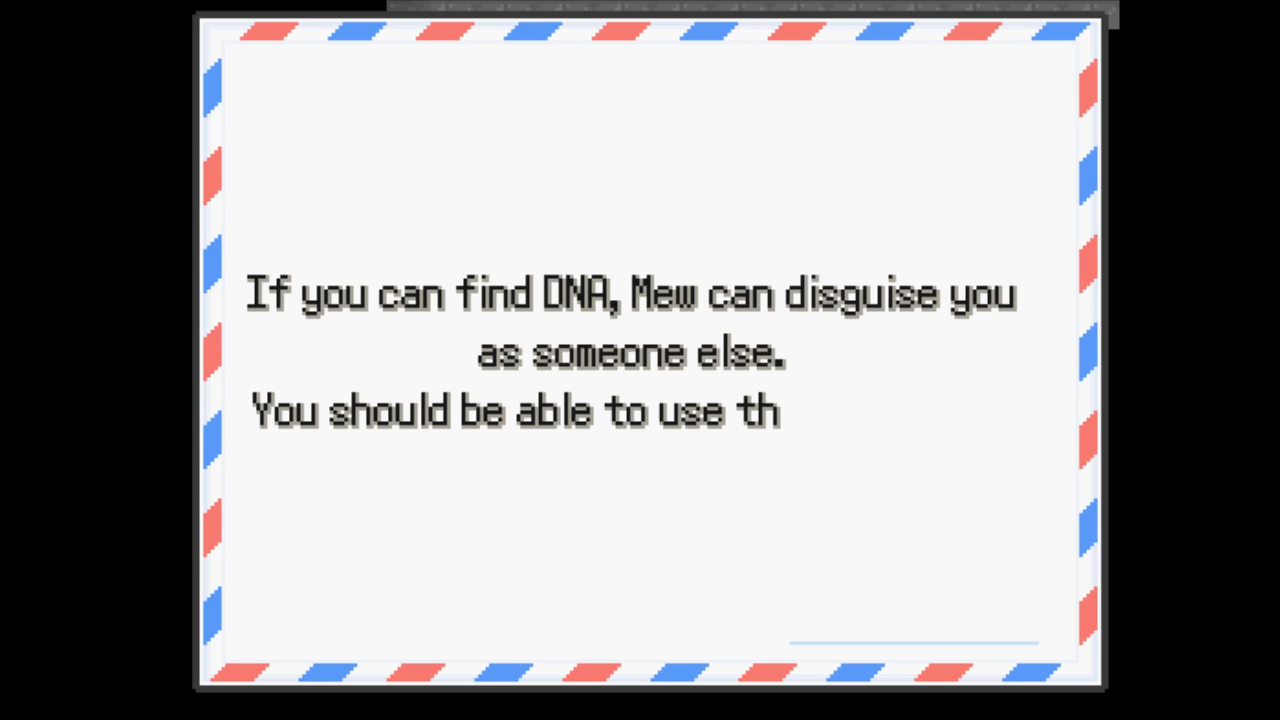 If you can find DNA, Mew can disguise you
as someone else.
You should be able to use th